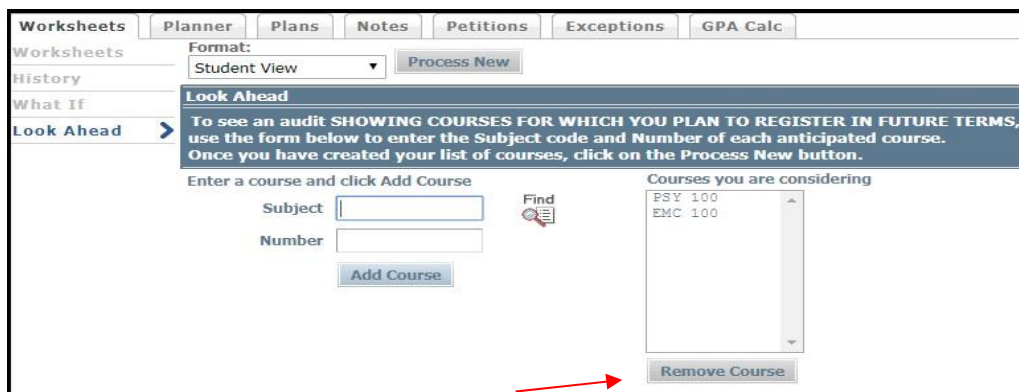 Worksheets Planner Plans Notes Petitions Exceptions GPA Calc
Worksheets
History
What If
Look Ahead
Format:
Student View
Process New
Look Ahead
To see an audit SHOWING COURSES FOR WHICH YOU PLAN TO REGISTER IN FUTURE TERMS,
use the form below to enter the Subject code and Number of each anticipated course.
Once you have created your list of courses, click on the Process New button.
Enter a course and click Add Course
Subject
Find
Number
Add Course
Courses you are considering
PSY 100
EMC 100
Remove Course